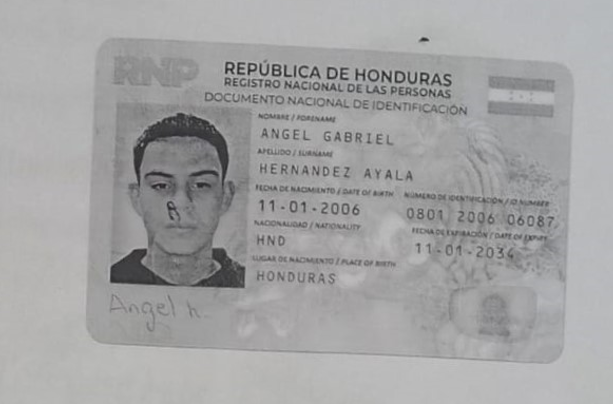 RNP
REPÚBLICA DE HONDURAS
REGISTRO NACIONAL DE LAS PERSONAS
DOCUMENTO NACIONAL DE IDENTIFICACIÓN
NOMBRE / FORENAME
ANGEL GABRIEL
APELLIDO / SURNAME
HERNANDEZ AYALA
FECHA DE NACIMIENTO / DATE OF BIRTH NÚMERO DE IDENTIFICACIÓN / ID NUMBER
11-01-2006 0801 2006 06087
NACIONALIDAD / NATIONALITY FECHA DE EXPIRACIÓN / DATE OF EXPIRY
HND 11-01-2034
LUGAR DE NACIMIENTO / PLACE OF BIRTH
HONDURAS
Angel h.